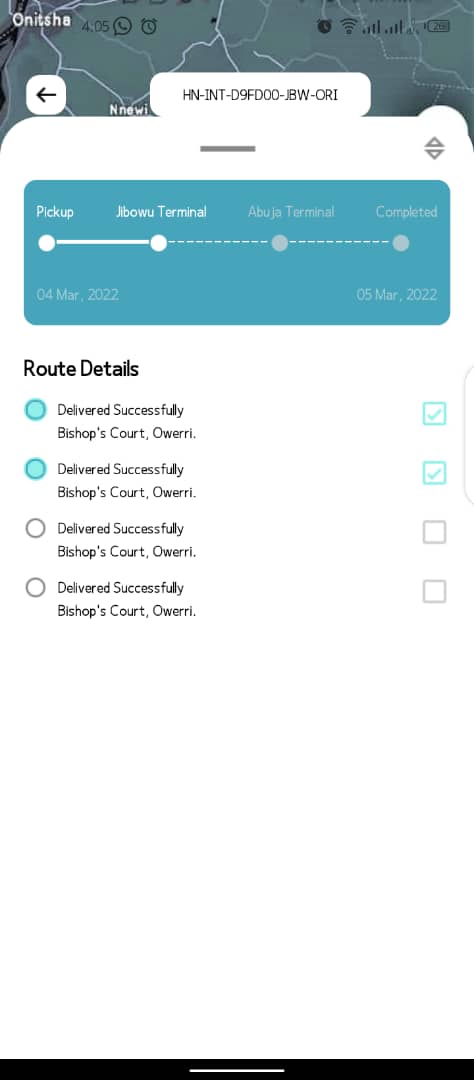 Onitsha
4:05
26
HN-INT-D9FD00-JBW-ORI
Nnewi
Pickup Jibowu Terminal Abuja Terminal Completed
04 Mar, 2022 05 Mar, 2022
Route Details
Delivered Successfully
Bishop's Court, Owerri.
Delivered Successfully
Bishop's Court, Owerri.
Delivered Successfully
Bishop's Court, Owerri.
Delivered Successfully
Bishop's Court, Owerri.